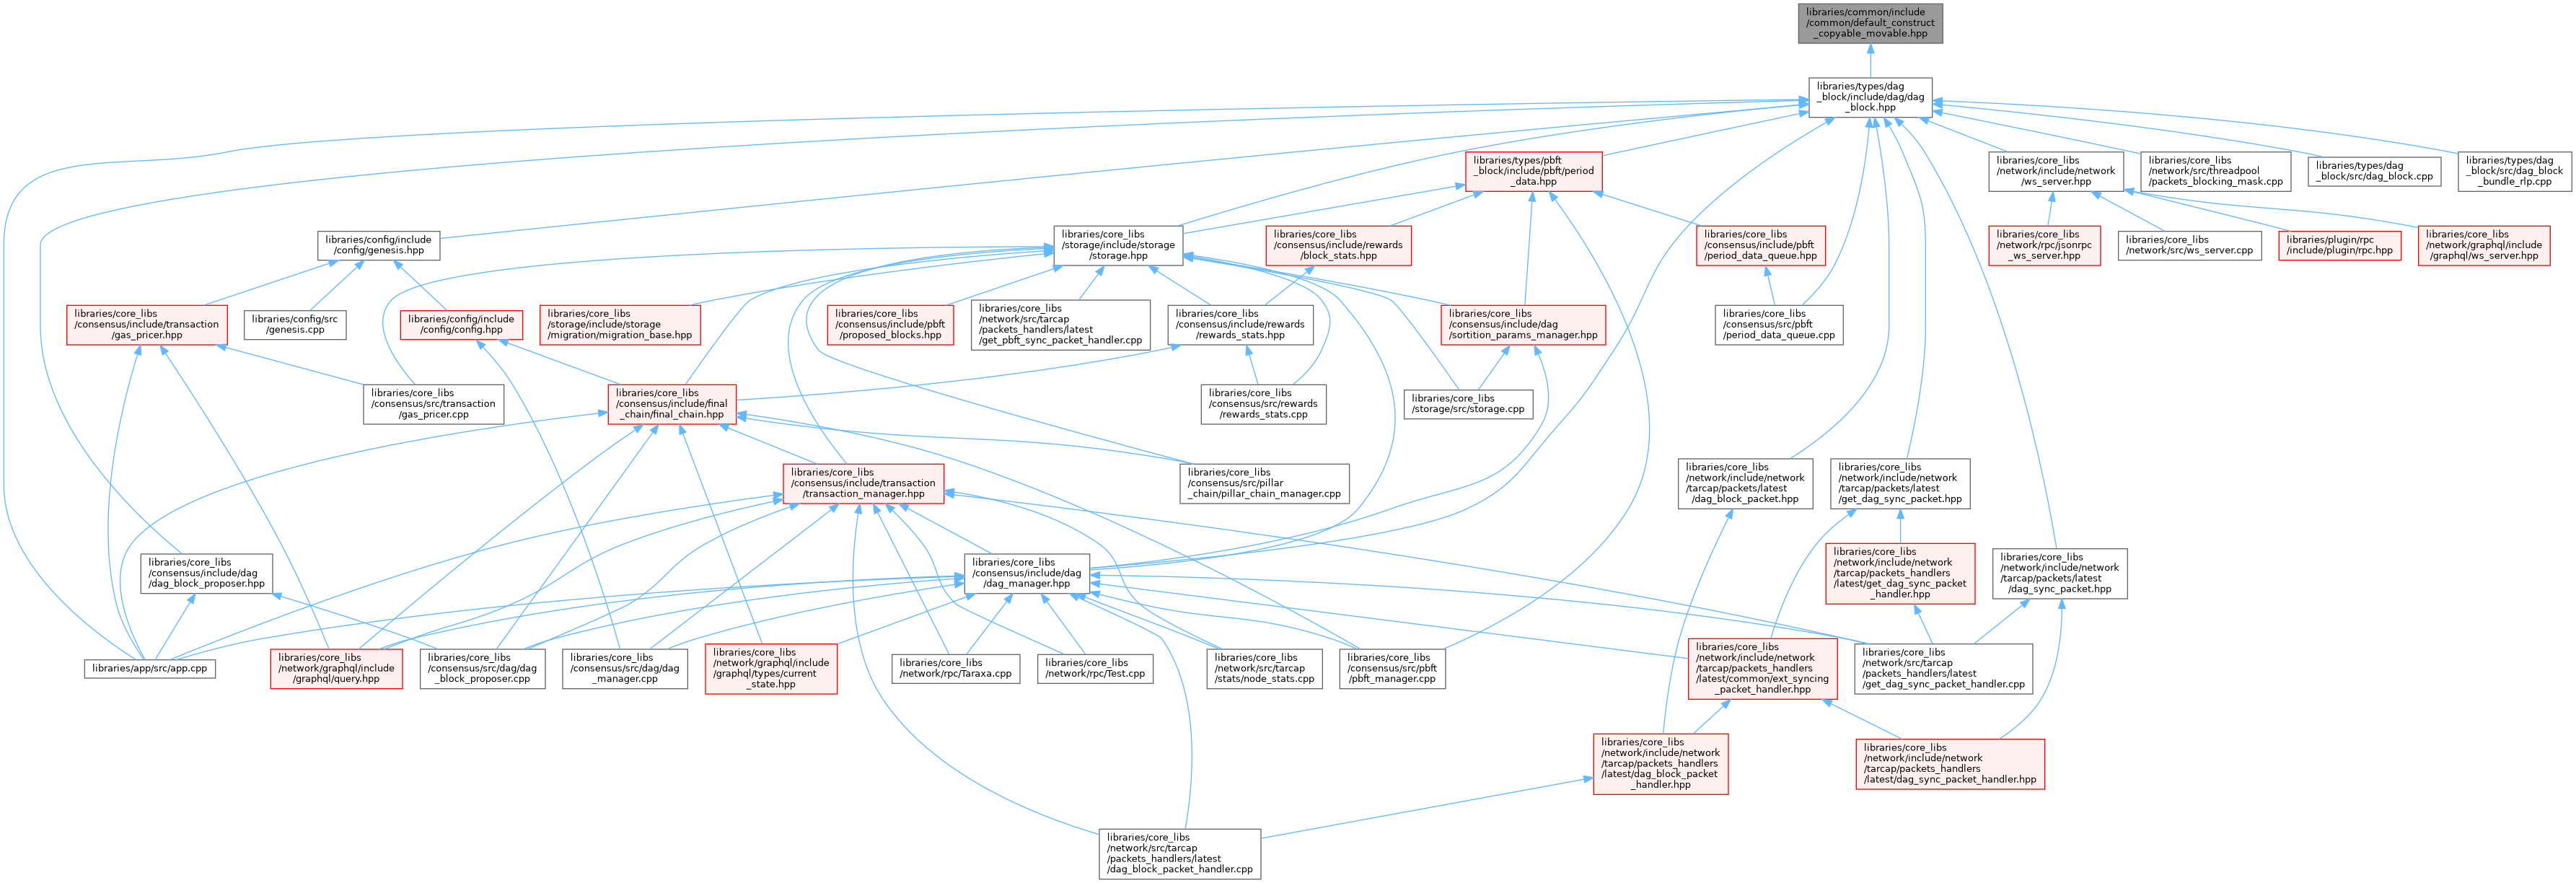 libraries/common/include
/common/default_construct
_copyable_movable.hpp
libraries/types/dag
_block/include/dag/dag
_block.hpp
libraries/types/pbft
_block/include/pbft/period
_data.hpp
libraries/core_libs
/network/include/network
/ws_server.hpp
libraries/core_libs
/network/src/threadpool
/packets_blocking_mask.cpp
libraries/types/dag
_block/src/dag_block.cpp
libraries/types/dag
_block/src/dag_block
_bundle_rlp.cpp
libraries/config/include
/config/genesis.hpp
libraries/core_libs
/storage/include/storage
/storage.hpp
libraries/core_libs
/consensus/include/rewards
/block_stats.hpp
libraries/core_libs
/consensus/include/pbft
/period_data_queue.hpp
libraries/core_libs
/network/rpc/jsonrpc
_ws_server.hpp
libraries/core_libs
/network/src/ws_server.cpp
libraries/plugin/rpc
/include/plugin/rpc.hpp
libraries/core_libs
/network/graphql/include
/graphql/ws_server.hpp
libraries/core_libs
/consensus/include/transaction
/gas_pricer.hpp
libraries/config/src
/genesis.cpp
libraries/config/include
/config/config.hpp
libraries/core_libs
/storage/include/storage
/migration/migration_base.hpp
libraries/core_libs
/consensus/include/pbft
/proposed_blocks.hpp
libraries/core_libs
/network/src/tarcap
/packets_handlers/latest
/get_pbft_sync_packet_handler.cpp
libraries/core_libs
/consensus/include/rewards
/rewards_stats.hpp
libraries/core_libs
/consensus/include/dag
/sortition_params_manager.hpp
libraries/core_libs
/consensus/src/pbft
/period_data_queue.cpp
libraries/core_libs
/consensus/src/transaction
/gas_pricer.cpp
libraries/core_libs
/consensus/include/final
_chain/final_chain.hpp
libraries/core_libs
/consensus/src/rewards
/rewards_stats.cpp
libraries/core_libs
/storage/src/storage.cpp
libraries/core_libs
/consensus/include/transaction
/transaction_manager.hpp
libraries/core_libs
/consensus/src/pillar
_chain/pillar_chain_manager.cpp
libraries/core_libs
/network/include/network
/tarcap/packets/latest
/dag_block_packet.hpp
libraries/core_libs
/network/include/network
/tarcap/packets/latest
/get_dag_sync_packet.hpp
libraries/core_libs
/consensus/include/dag
/dag_block_proposer.hpp
libraries/core_libs
/consensus/include/dag
/dag_manager.hpp
libraries/core_libs
/network/include/network
/tarcap/packets_handlers
/latest/get_dag_sync_packet
_handler.hpp
libraries/core_libs
/network/include/network
/tarcap/packets/latest
/dag_sync_packet.hpp
libraries/app/src/app.cpp
libraries/core_libs
/network/graphql/include
/graphql/query.hpp
libraries/core_libs
/consensus/src/dag/dag
_block_proposer.cpp
libraries/core_libs
/consensus/src/dag/dag
_manager.cpp
libraries/core_libs
/network/graphql/include
/graphql/types/current
_state.hpp
libraries/core_libs
/network/rpc/Taraxa.cpp
libraries/core_libs
/network/rpc/Test.cpp
libraries/core_libs
/network/src/tarcap
/stats/node_stats.cpp
libraries/core_libs
/consensus/src/pbft
/pbft_manager.cpp
libraries/core_libs
/network/include/network
/tarcap/packets_handlers
/latest/common/ext_syncing
_packet_handler.hpp
libraries/core_libs
/network/src/tarcap
/packets_handlers/latest
/get_dag_sync_packet_handler.cpp
libraries/core_libs
/network/include/network
/tarcap/packets_handlers
/latest/dag_block_packet
_handler.hpp
libraries/core_libs
/network/include/network
/tarcap/packets_handlers
/latest/dag_sync_packet_handler.hpp
libraries/core_libs
/network/src/tarcap
/packets_handlers/latest
/dag_block_packet_handler.cpp